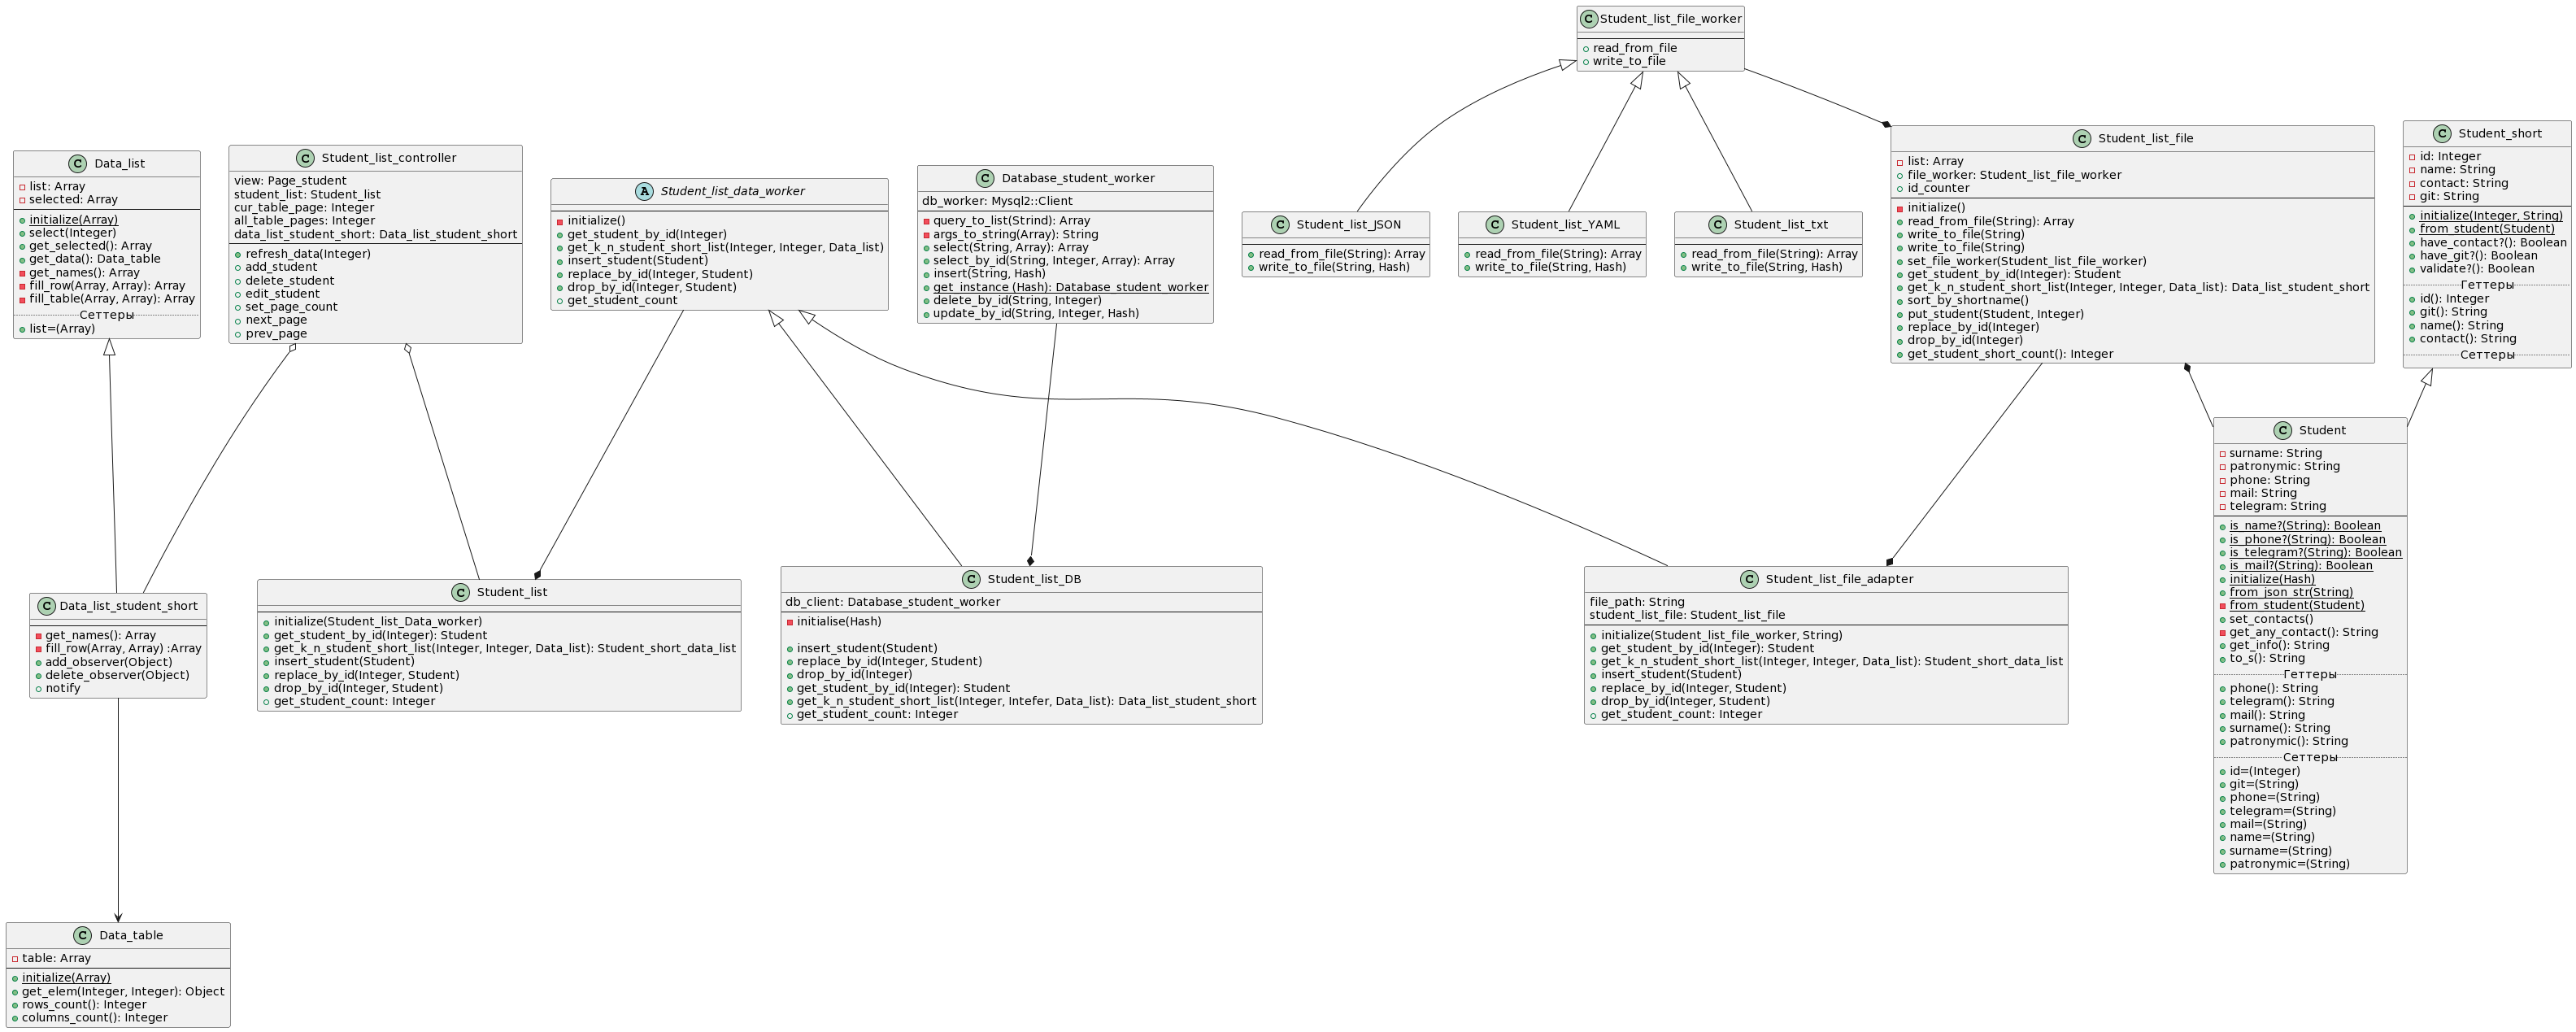 Student_list_file_worker
read_from_file
write_to_file
Data_list
list: Array
selected: Array
initialize(Array)
select(Integer)
get_selected(): Array
get_data(): Data_table
get_names(): Array
fill_row(Array, Array): Array
fill_table(Array, Array): Array
Сеттеры
list=(Array)
Student_list_controller
view: Page_student
student_list: Student_list
cur_table_page: Integer
all_table_pages: Integer
data_list_student_short: Data_list_student_short
refresh_data(Integer)
add_student
delete_student
edit_student
set_page_count
next_page
prev_page
Student_list_data_worker
initialize()
get_student_by_id(Integer)
get_k_n_student_short_list(Integer, Integer, Data_list)
insert_student(Student)
replace_by_id(Integer, Student)
drop_by_id(Integer, Student)
get_student_count
Database_student_worker
db_worker: Mysql2::Client
query_to_list(Strind): Array
args_to_string(Array): String
select(String, Array): Array
select_by_id(String, Integer, Array): Array
insert(String, Hash)
get_instance (Hash): Database_student_worker
delete_by_id(String, Integer)
update_by_id(String, Integer, Hash)
Student_list_JSON
read_from_file(String): Array
write_to_file(String, Hash)
Student_list_YAML
read_from_file(String): Array
write_to_file(String, Hash)
Student_list_txt
read_from_file(String): Array
write_to_file(String, Hash)
Student_list_file
list: Array
file_worker: Student_list_file_worker
id_counter
initialize()
read_from_file(String): Array
write_to_file(String)
write_to_file(String)
set_file_worker(Student_list_file_worker)
get_student_by_id(Integer): Student
get_k_n_student_short_list(Integer, Integer, Data_list): Data_list_student_short
sort_by_shortname()
put_student(Student, Integer)
replace_by_id(Integer)
drop_by_id(Integer)
get_student_short_count(): Integer
Student_short
id: Integer
name: String
contact: String
git: String
initialize(Integer, String)
from_student(Student)
have_contact?(): Boolean
have_git?(): Boolean
validate?(): Boolean
Геттеры
id(): Integer
git(): String
name(): String
contact(): String
Сеттеры
Data_list_student_short
get_names(): Array
fill_row(Array, Array) :Array
add_observer(Object)
delete_observer(Object)
notify
Student_list
initialize(Student_list_Data_worker)
get_student_by_id(Integer): Student
get_k_n_student_short_list(Integer, Integer, Data_list): Student_short_data_list
insert_student(Student)
replace_by_id(Integer, Student)
drop_by_id(Integer, Student)
get_student_count: Integer
Student_list_DB
db_client: Database_student_worker
initialise(Hash)
insert_student(Student)
replace_by_id(Integer, Student)
drop_by_id(Integer)
get_student_by_id(Integer): Student
get_k_n_student_short_list(Integer, Intefer, Data_list): Data_list_student_short
get_student_count: Integer
Student_list_file_adapter
file_path: String
student_list_file: Student_list_file
initialize(Student_list_file_worker, String)
get_student_by_id(Integer): Student
get_k_n_student_short_list(Integer, Integer, Data_list): Student_short_data_list
insert_student(Student)
replace_by_id(Integer, Student)
drop_by_id(Integer, Student)
get_student_count: Integer
Student
surname: String
patronymic: String
phone: String
mail: String
telegram: String
is_name?(String): Boolean
is_phone?(String): Boolean
is_telegram?(String): Boolean
is_mail?(String): Boolean
initialize(Hash)
from_json_str(String)
from_student(Student)
set_contacts()
get_any_contact(): String
get_info(): String
to_s(): String
Геттеры
phone(): String
telegram(): String
mail(): String
surname(): String
patronymic(): String
Сеттеры
id=(Integer)
git=(String)
phone=(String)
telegram=(String)
mail=(String)
name=(String)
surname=(String)
patronymic=(String)
Data_table
table: Array
initialize(Array)
get_elem(Integer, Integer): Object
rows_count(): Integer
columns_count(): Integer